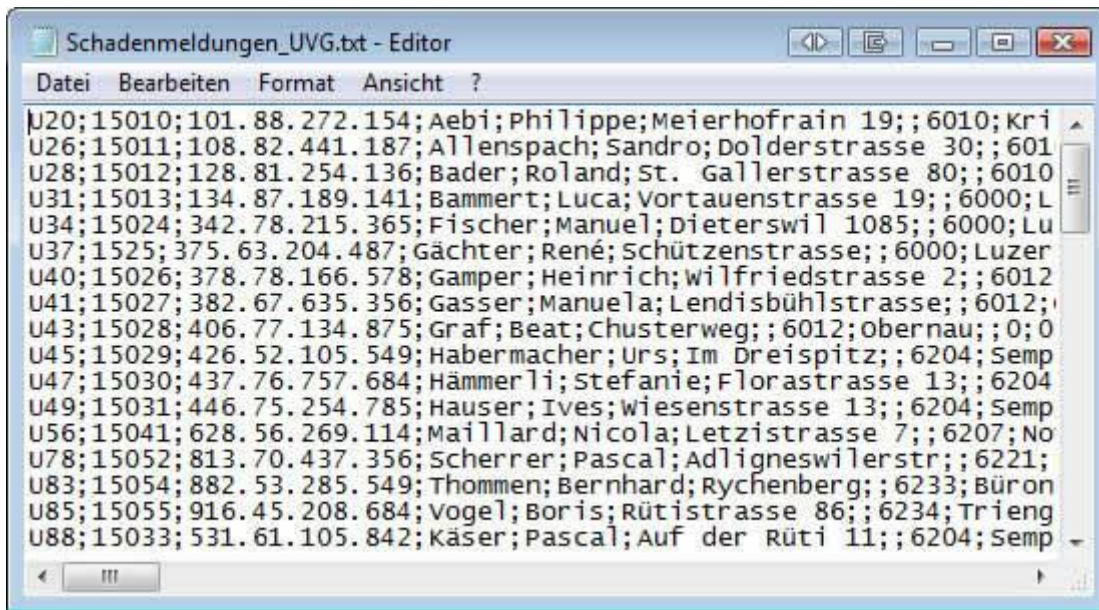 Schadenmeldungen_UVG.txt - Editor
Datei Bearbeiten Format Ansicht ?
U20;15010;101.88.272.154;Aebi;Philippe;Meierhofrain 19;;6010;Kri
U26;15011;108.82.441.187;Allenspach;Sandro;Dolderstrasse 30;;601
U28;15012;128.81.254.136;Bader;Roland;St. Gallerstrasse 80;;6010
U31;15013;134.87.189.141;Bammert;Luca;Vortauenstrasse 19;;6000;L
U34;15024;342.78.215.365;Fischer;Manuel;Dieterswil 1085;;6000;Lu
U37;1525;375.63.204.487;Gächter;René;Schützenstrasse;;6000;Luzer
U40;15026;378.78.166.578;Gamper;Heinrich;Wilfriedstrasse 2;;6012
U41;15027;382.67.635.356;Gasser;Manuela;Lendisbühlstrasse;;6012;
U43;15028;406.77.134.875;Graf;Beat;Chusterweg;;6012;Obernau;;0;0
U45;15029;426.52.105.549;Habermacher;Urs;Im Dreispitz;;6204;Semp
U47;15030;437.76.757.684;Hämmerli;Stefanie;Florastrasse 13;;6204
U49;15031;446.75.254.785;Hauser;Ives;Wiesenstrasse 13;;6204;Semp
U56;15041;628.56.269.114;Maillard;Nicola;Letzistrasse 7;;6207;No
U78;15052;813.70.437.356;Scherrer;Pascal;Adligneswilerstr;;6221;
U83;15054;882.53.285.549;Thommen;Bernhard;Rychenberg;;6233;Büron
U85;15055;916.45.208.684;Vogel;Boris;Rütistrasse 86;;6234;Trieng
U88;15033;531.61.105.842;Käser;Pascal;Auf der Rüti 11;;6204;Semp